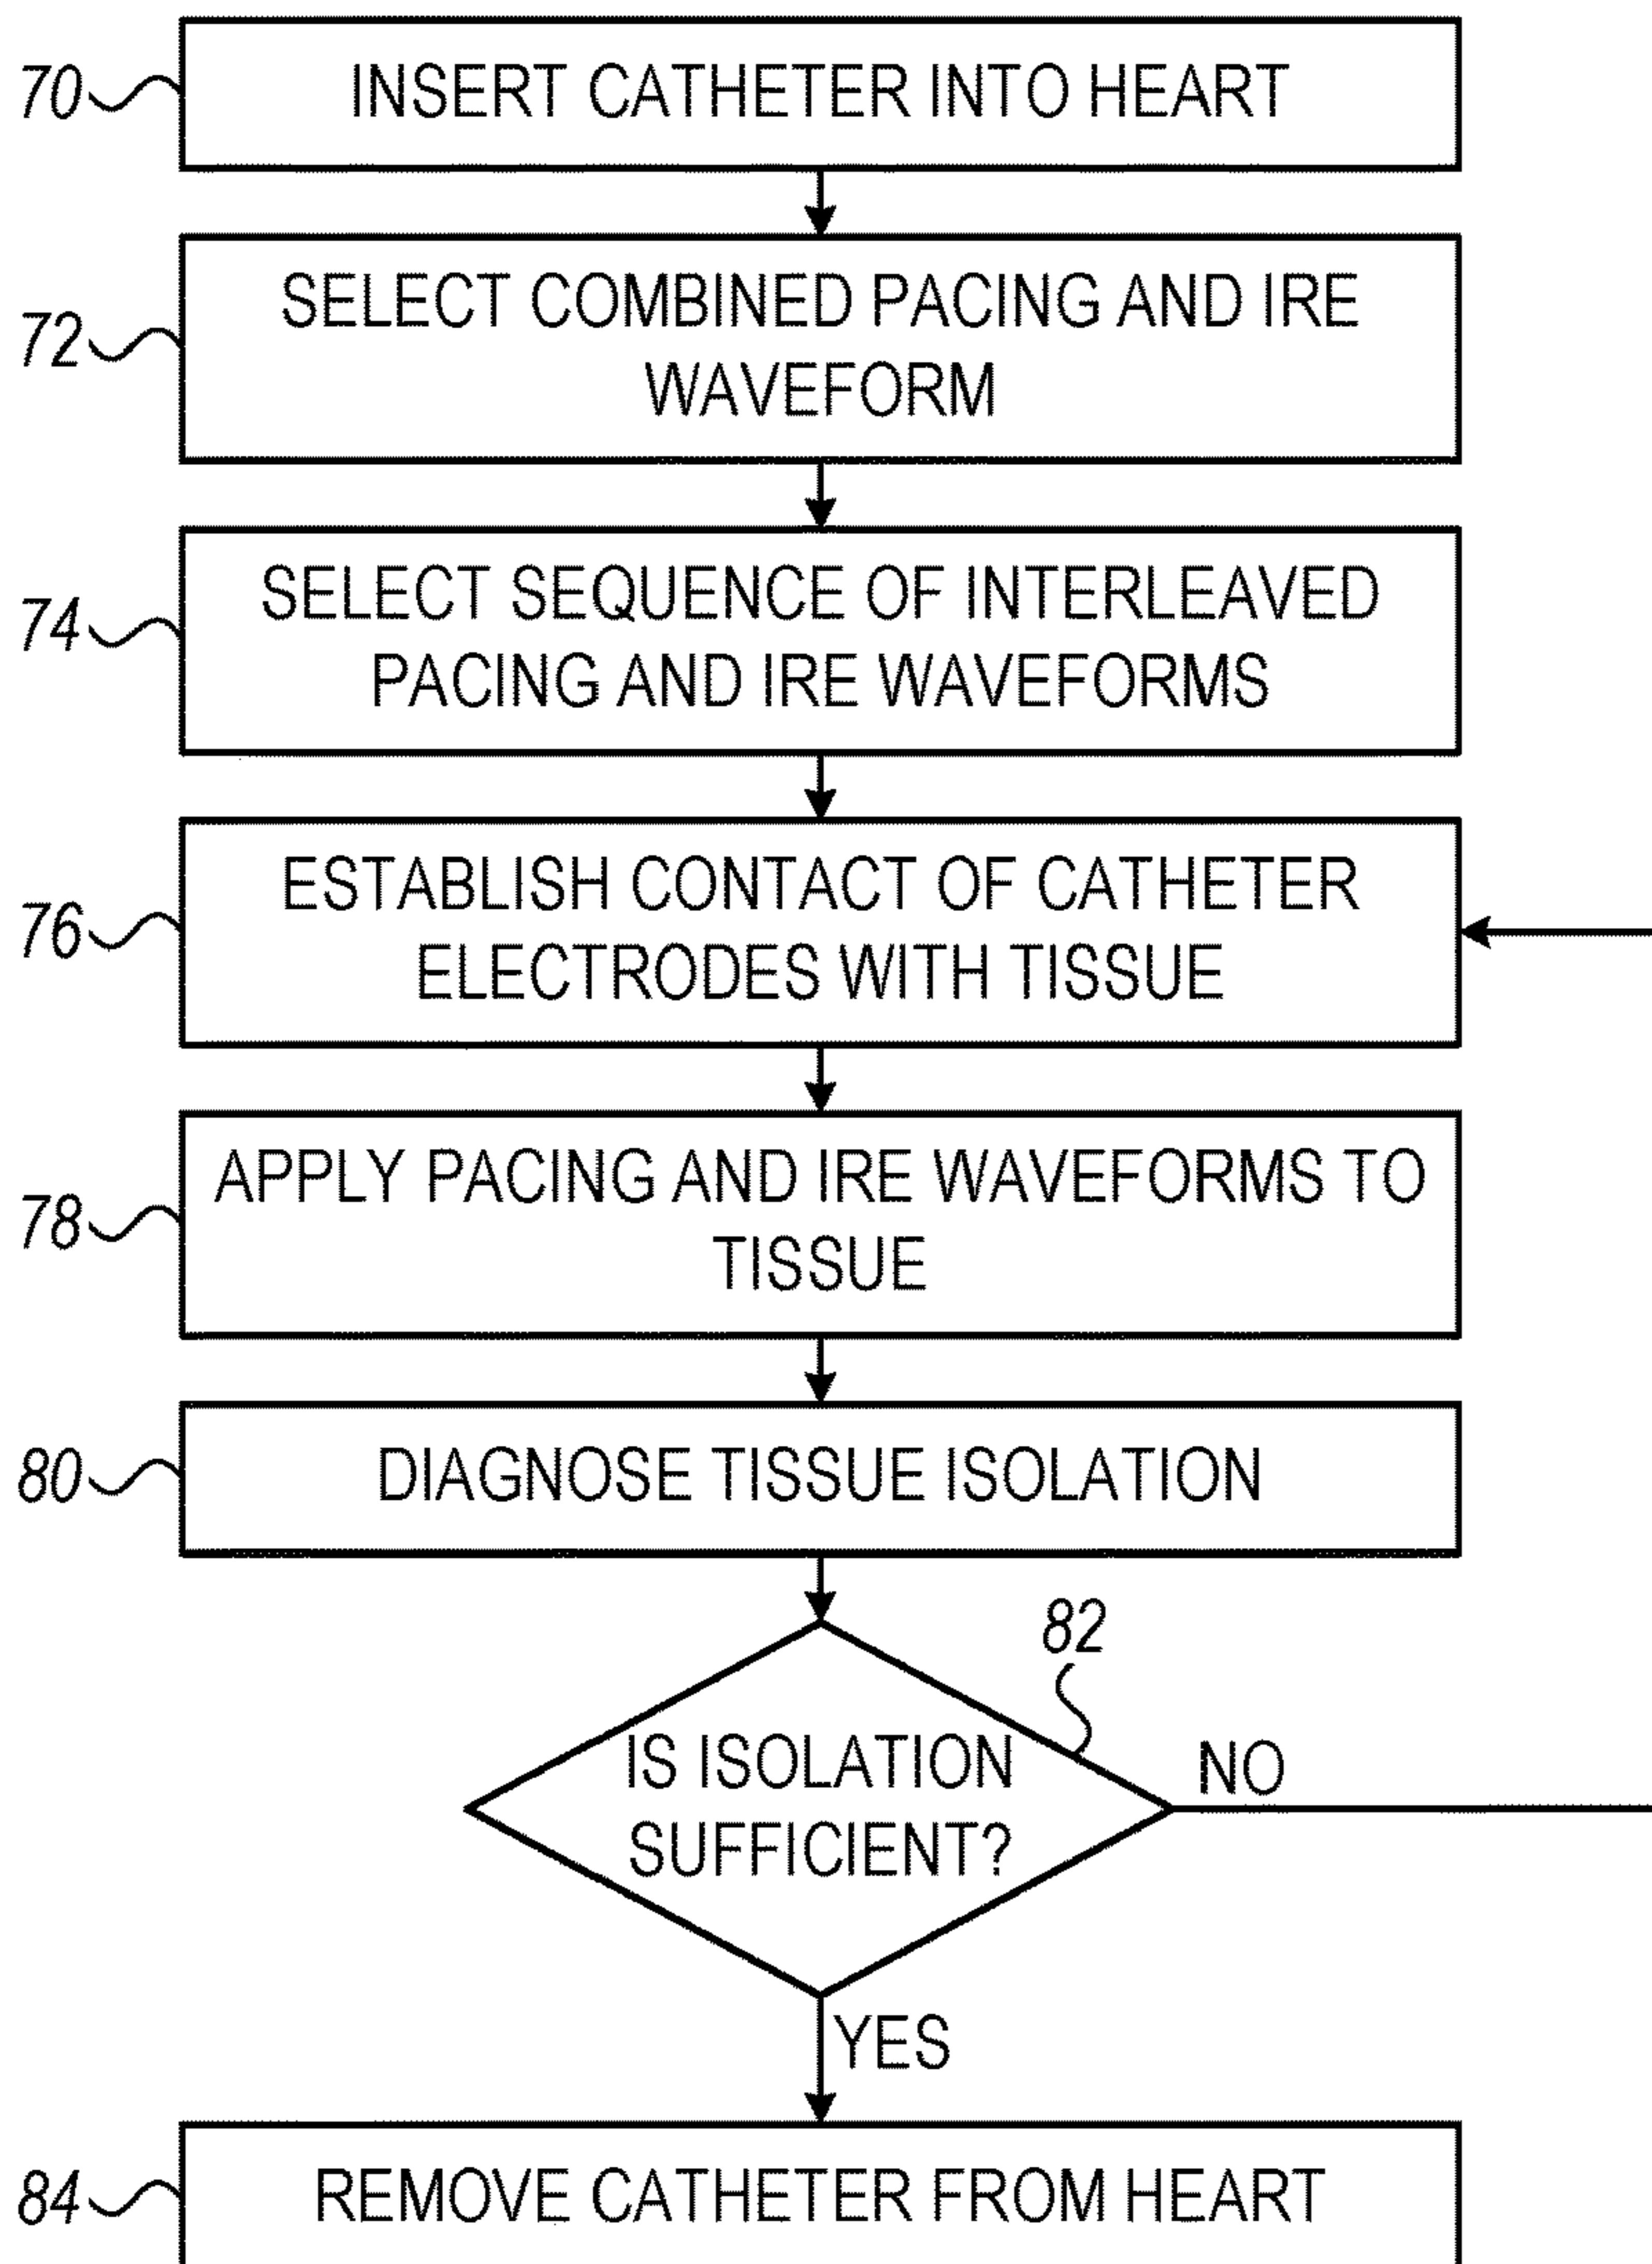 70
INSERT CATHETER INTO HEART
72
SELECT COMBINED PACING AND IRE
WAVEFORM
74
SELECT SEQUENCE OF INTERLEAVED
PACING AND IRE WAVEFORMS
76
ESTABLISH CONTACT OF CATHETER
ELECTRODES WITH TISSUE
78
APPLY PACING AND IRE WAVEFORMS TO
TISSUE
80
DIAGNOSE TISSUE ISOLATION
82
IS ISOLATION
SUFFICIENT?
NO
YES
84
REMOVE CATHETER FROM HEART